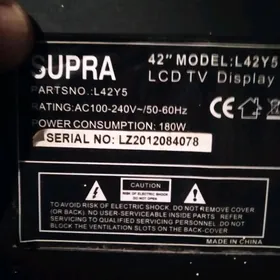 SUPRA
42" MODEL:L42Y5
LCD TV Display
PARTSNO.:L42Y5
RATING:AC100-240V~/50-60Hz
POWER CONSUMPTION:180W
SERIAL NO: LZ2012084078
CAUTION
TO AVOID RISK OF ELECTRIC SHOCK, DO NOT REMOVE COVER
(OR BACK). NO USER-SERVICEABLE INSIDE PARTS. REFER
SERVICING TO QUALIFIED SERVICING PERSONNEL. DO NOT
BLOCK THE VENTILATION SLOTS ON THE BACK-COVER.
MADE IN CHINA